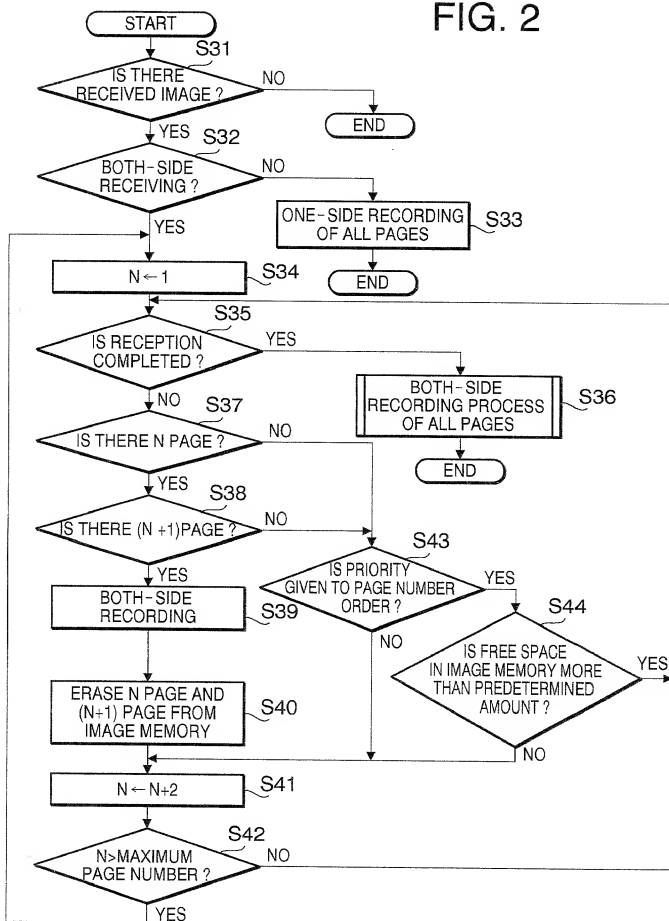 FIG. 2
START
S31
IS THERE
RECEIVED IMAGE ?
NO
END
YES
S32
BOTH-SIDE
RECEIVING ?
NO
ONE-SIDE RECORDING
OF ALL PAGES
S33
END
YES
N ← 1
S34
S35
IS RECEPTION
COMPLETED ?
YES
BOTH-SIDE
RECORDING PROCESS
OF ALL PAGES
S36
END
NO
S37
IS THERE N PAGE ?
NO
YES
S38
IS THERE (N +1)PAGE ?
NO
YES
S43
IS PRIORITY
GIVEN TO PAGE NUMBER
ORDER ?
YES
NO
BOTH-SIDE
RECORDING
S39
S44
IS FREE SPACE
IN IMAGE MEMORY MORE
THAN PREDETERMINED
AMOUNT ?
YES
NO
ERASE N PAGE AND
(N+1) PAGE FROM
IMAGE MEMORY
S40
N ← N+2
S41
S42
N>MAXIMUM
PAGE NUMBER ?
NO
YES